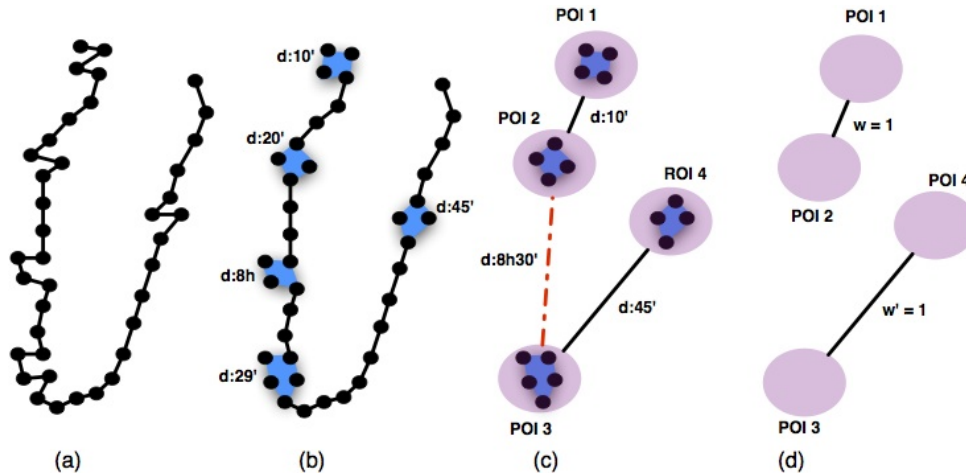 POI 1
d:10'
POI 2
d:20'
d:8h
d:29'
d:45'
d:10'
ROI 4
d:8h30'
d:45'
POI 3
POI 1
w = 1
POI 2
POI 4
w' = 1
POI 3
(a)
(b)
(c)
(d)